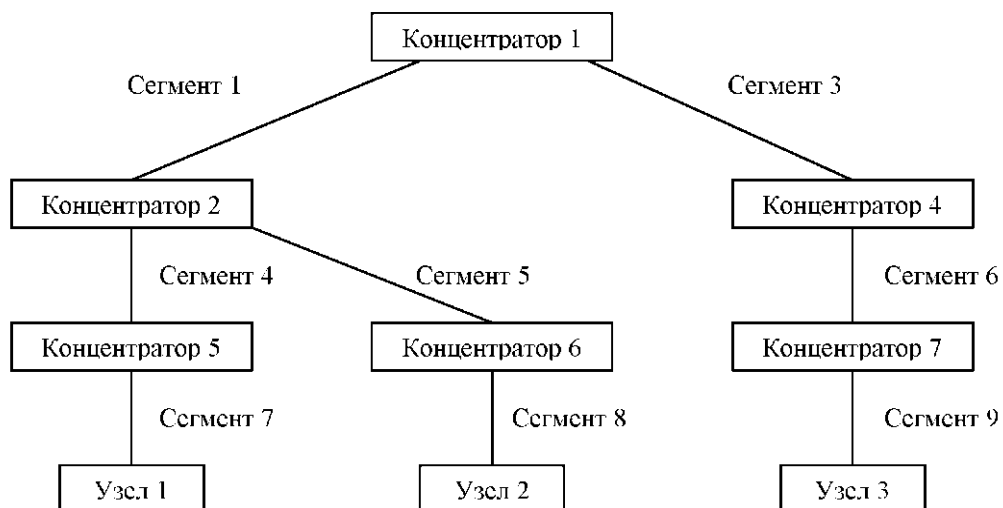 Концентратор 1
Сегмент 1
Сегмент 3
Концентратор 2
Концентратор 4
Сегмент 4
Сегмент 5
Сегмент 6
Концентратор 5
Концентратор 6
Концентратор 7
Сегмент 7
Сегмент 8
Сегмент 9
Узел 1
Узел 2
Узел 3